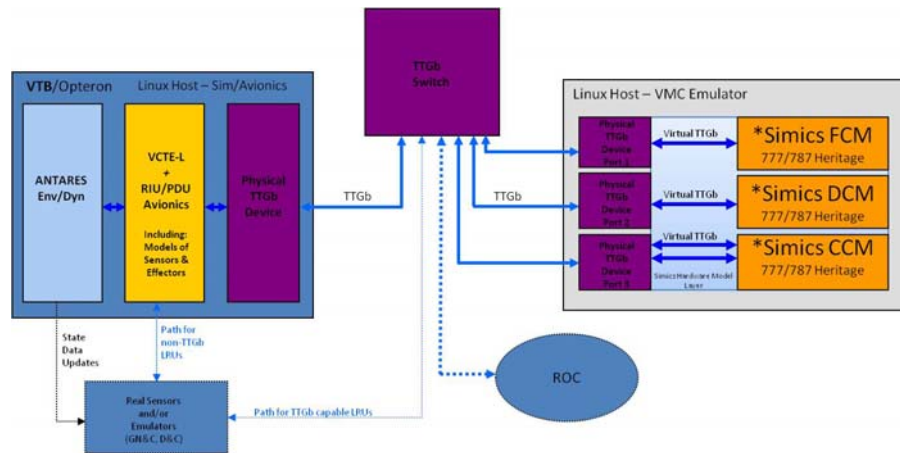 TTGb
Switch
VTB/Opteron
Linux Host – Sim/Avionics
ANTARES
Env/Dyn
VCTE-L
+
RIU/PDU
Avionics
Including:
Models of
Sensors &
Effectors
Physical
TTGb
Device
TTGb
TTGb
Linux Host – VMC Emulator
Physical
TTGb
Device
Port 1
Virtual TTGb
*Simics FCM
777/787 Heritage
Physical
TTGb
Device
Port 2
Virtual TTGb
*Simics DCM
777/787 Heritage
Physical
TTGb
Device
Port 3
Virtual TTGb
*Simics CCM
777/787 Heritage
Simics Hardware Model
Layer
State
Data
Updates
Path for
non-TTGb
LRUs
Real Sensors
and/or
Emulators
(GN&C, D&C)
Path for TTGb capable LRUs
ROC